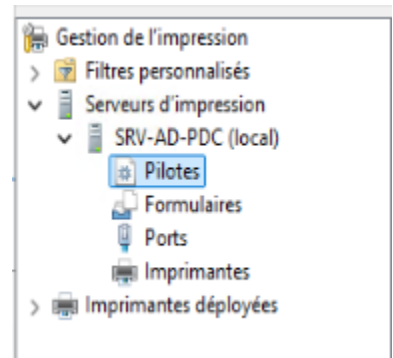 Gestion de l'impression
Filtres personnalisés
Serveurs d'impression
SRV-AD-PDC (local)
Pilotes
Formulaires
Ports
Imprimantes
Imprimantes déployées